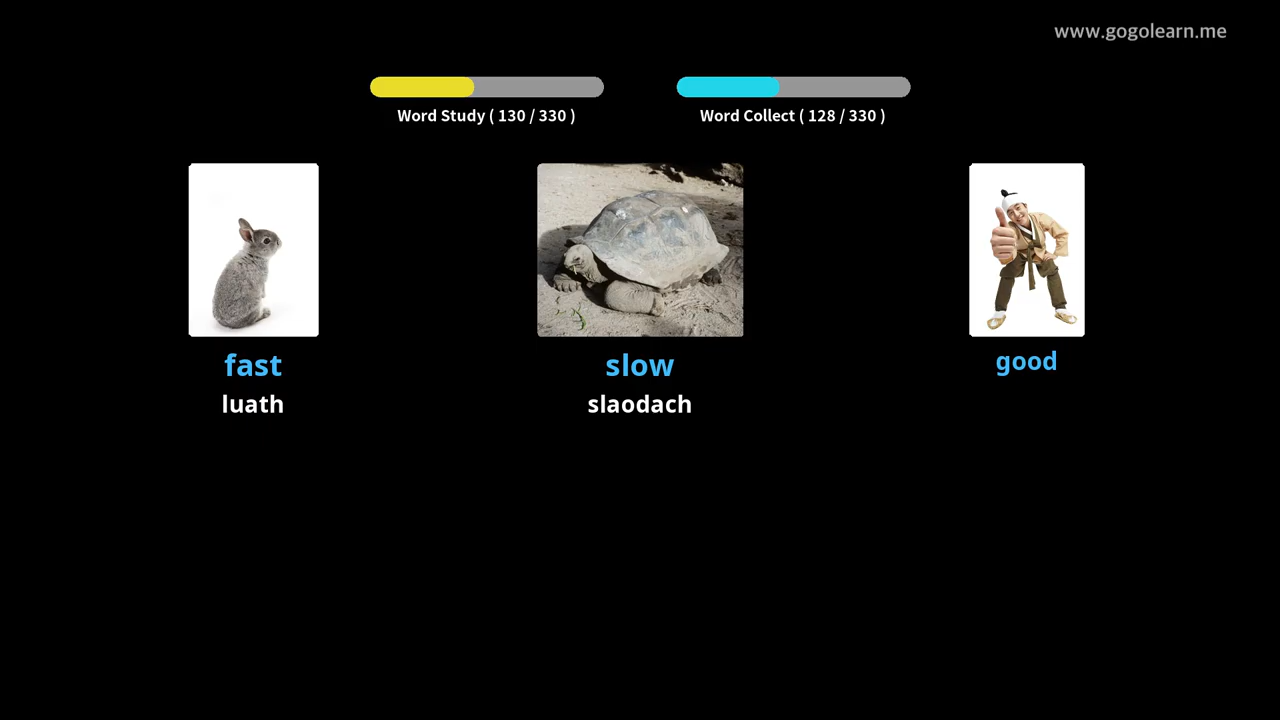 www.gogolearn.me
Word Study ( 130 / 330 )
Word Collect ( 128 / 330 )
fast
slow
good
luath
slaodach